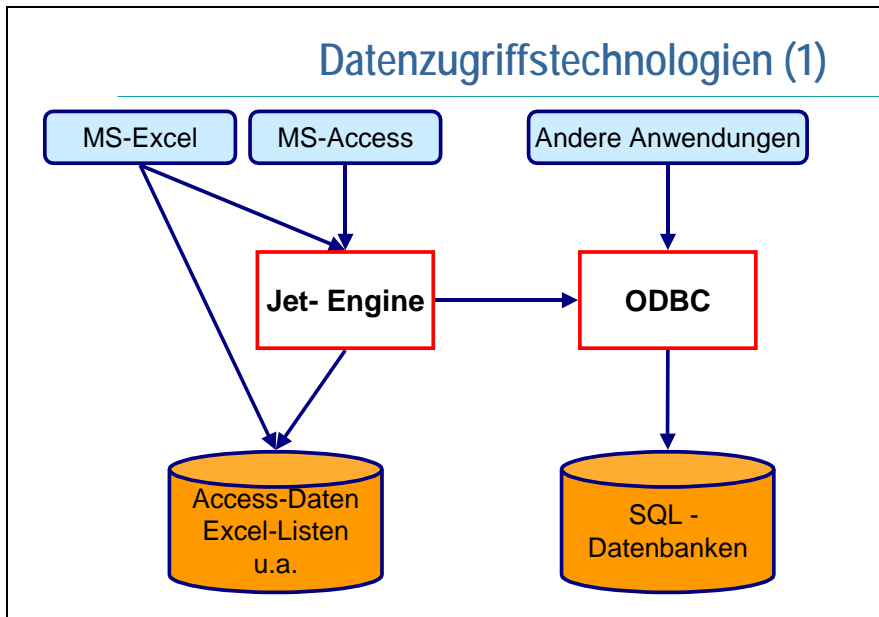 Datenzugriffstechnologien (1)
MS-Excel
MS-Access
Andere Anwendungen
Jet- Engine
ODBC
Access-Daten
Excel-Listen
u.a.
SQL -
Datenbanken